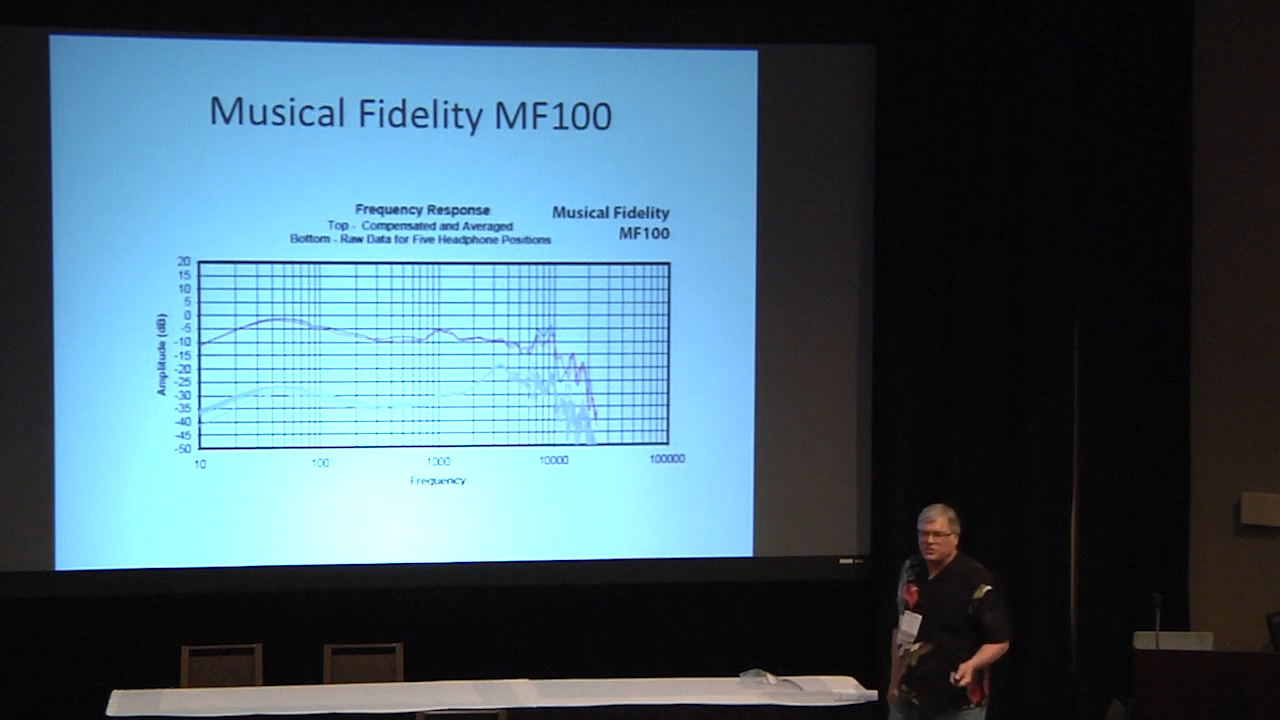 Musical Fidelity MF100
Frequency Response
Top - Compensated and Averaged
Bottom - Raw Data for Five Headphone Positions
Musical Fidelity
MF100
20
15
10
5
0
-5
-10
-15
-20
-25
-30
-35
-40
-45
-50
Amplitude (dB)
10
100
1000
10000
100000
Frequency